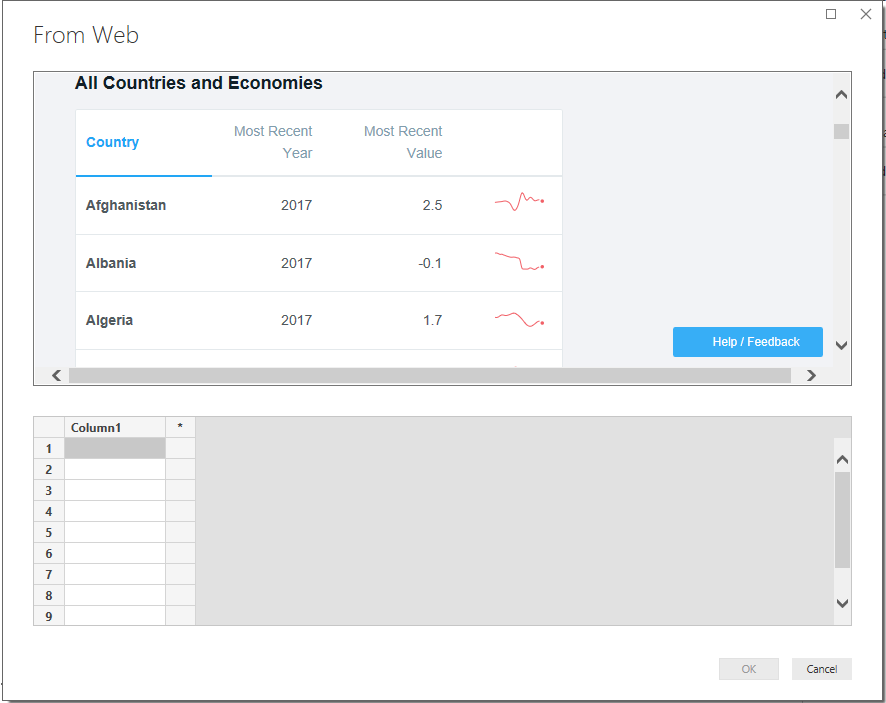 From Web
All Countries and Economies
Country
Most Recent
Year
Most Recent
Value
Afghanistan 2017 2.5
Albania 2017 -0.1
Algeria 2017 1.7
Help / Feedback
Column1 *
1
2
3
4
5
6
7
8
9
OK Cancel